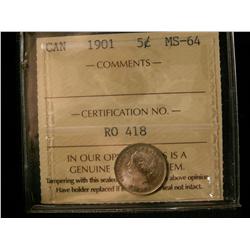 CAN 1901 5¢ MS-64
— COMMENTS —
— CERTIFICATION NO. —
RO 418
IN OUR OP IS A
GENUINE EM.
Tampering with this sealed above opinion.
Have holder replaced if seal not intact.